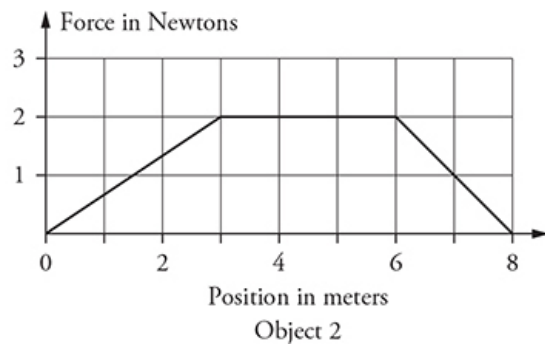 Force in Newtons
3
2
1
0 2 4 6 8
Position in meters
Object 2